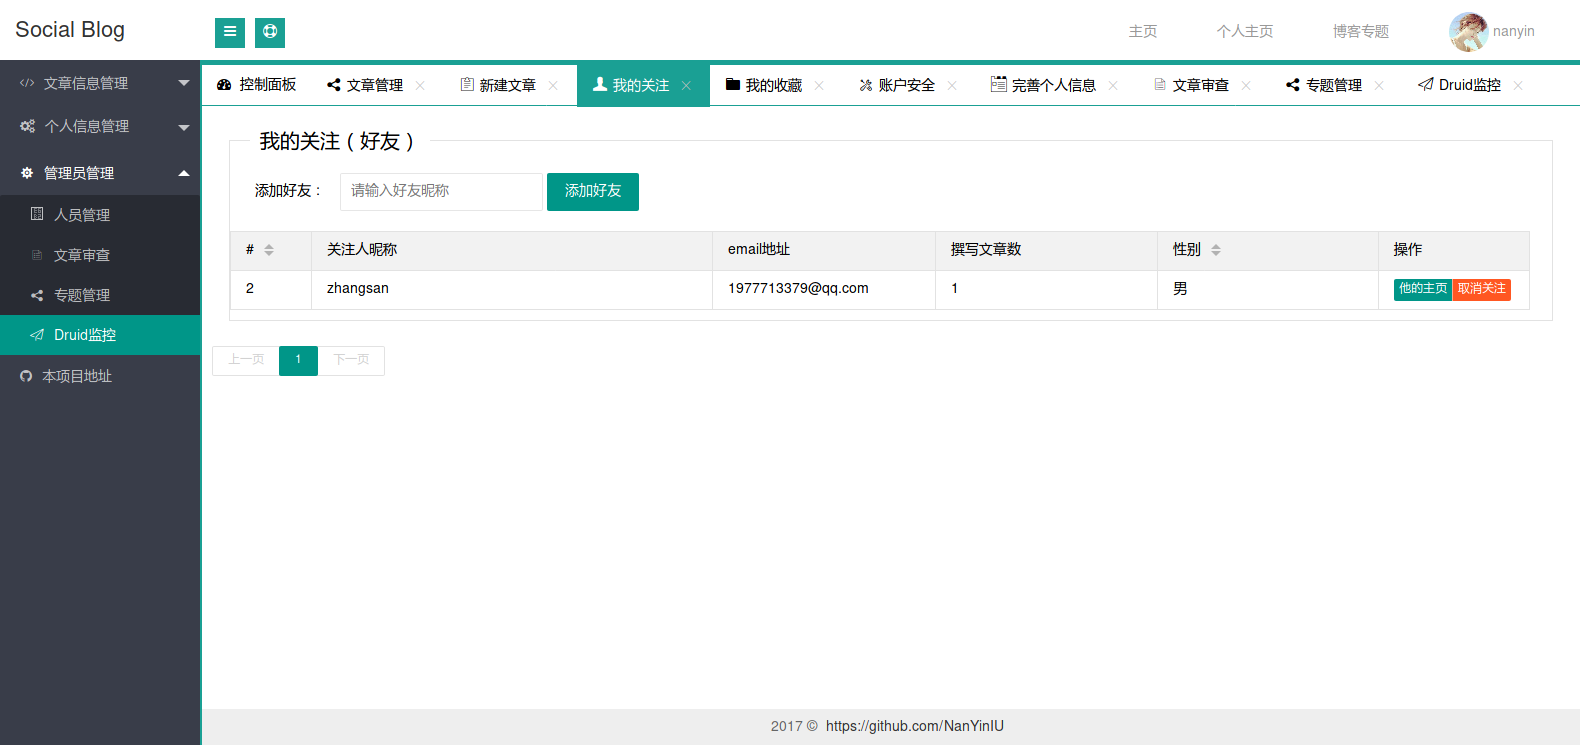 Social Blog
主页 个人主页 博客专题 nanyin
文章信息管理
个人信息管理
管理员管理
人员管理
文章审查
专题管理
Druid监控
本项目地址
控制面板 文章管理 新建文章 我的关注 我的收藏 账户安全 完善个人信息 文章审查 专题管理 Druid监控
我的关注（好友）
添加好友： 请输入好友昵称 添加好友
# 关注人昵称 email地址 撰写文章数 性别 操作
2 zhangsan 1977713379@qq.com 1 男 他的主页 取消关注
上一页 1 下一页
2017 © https://github.com/NanYinIU